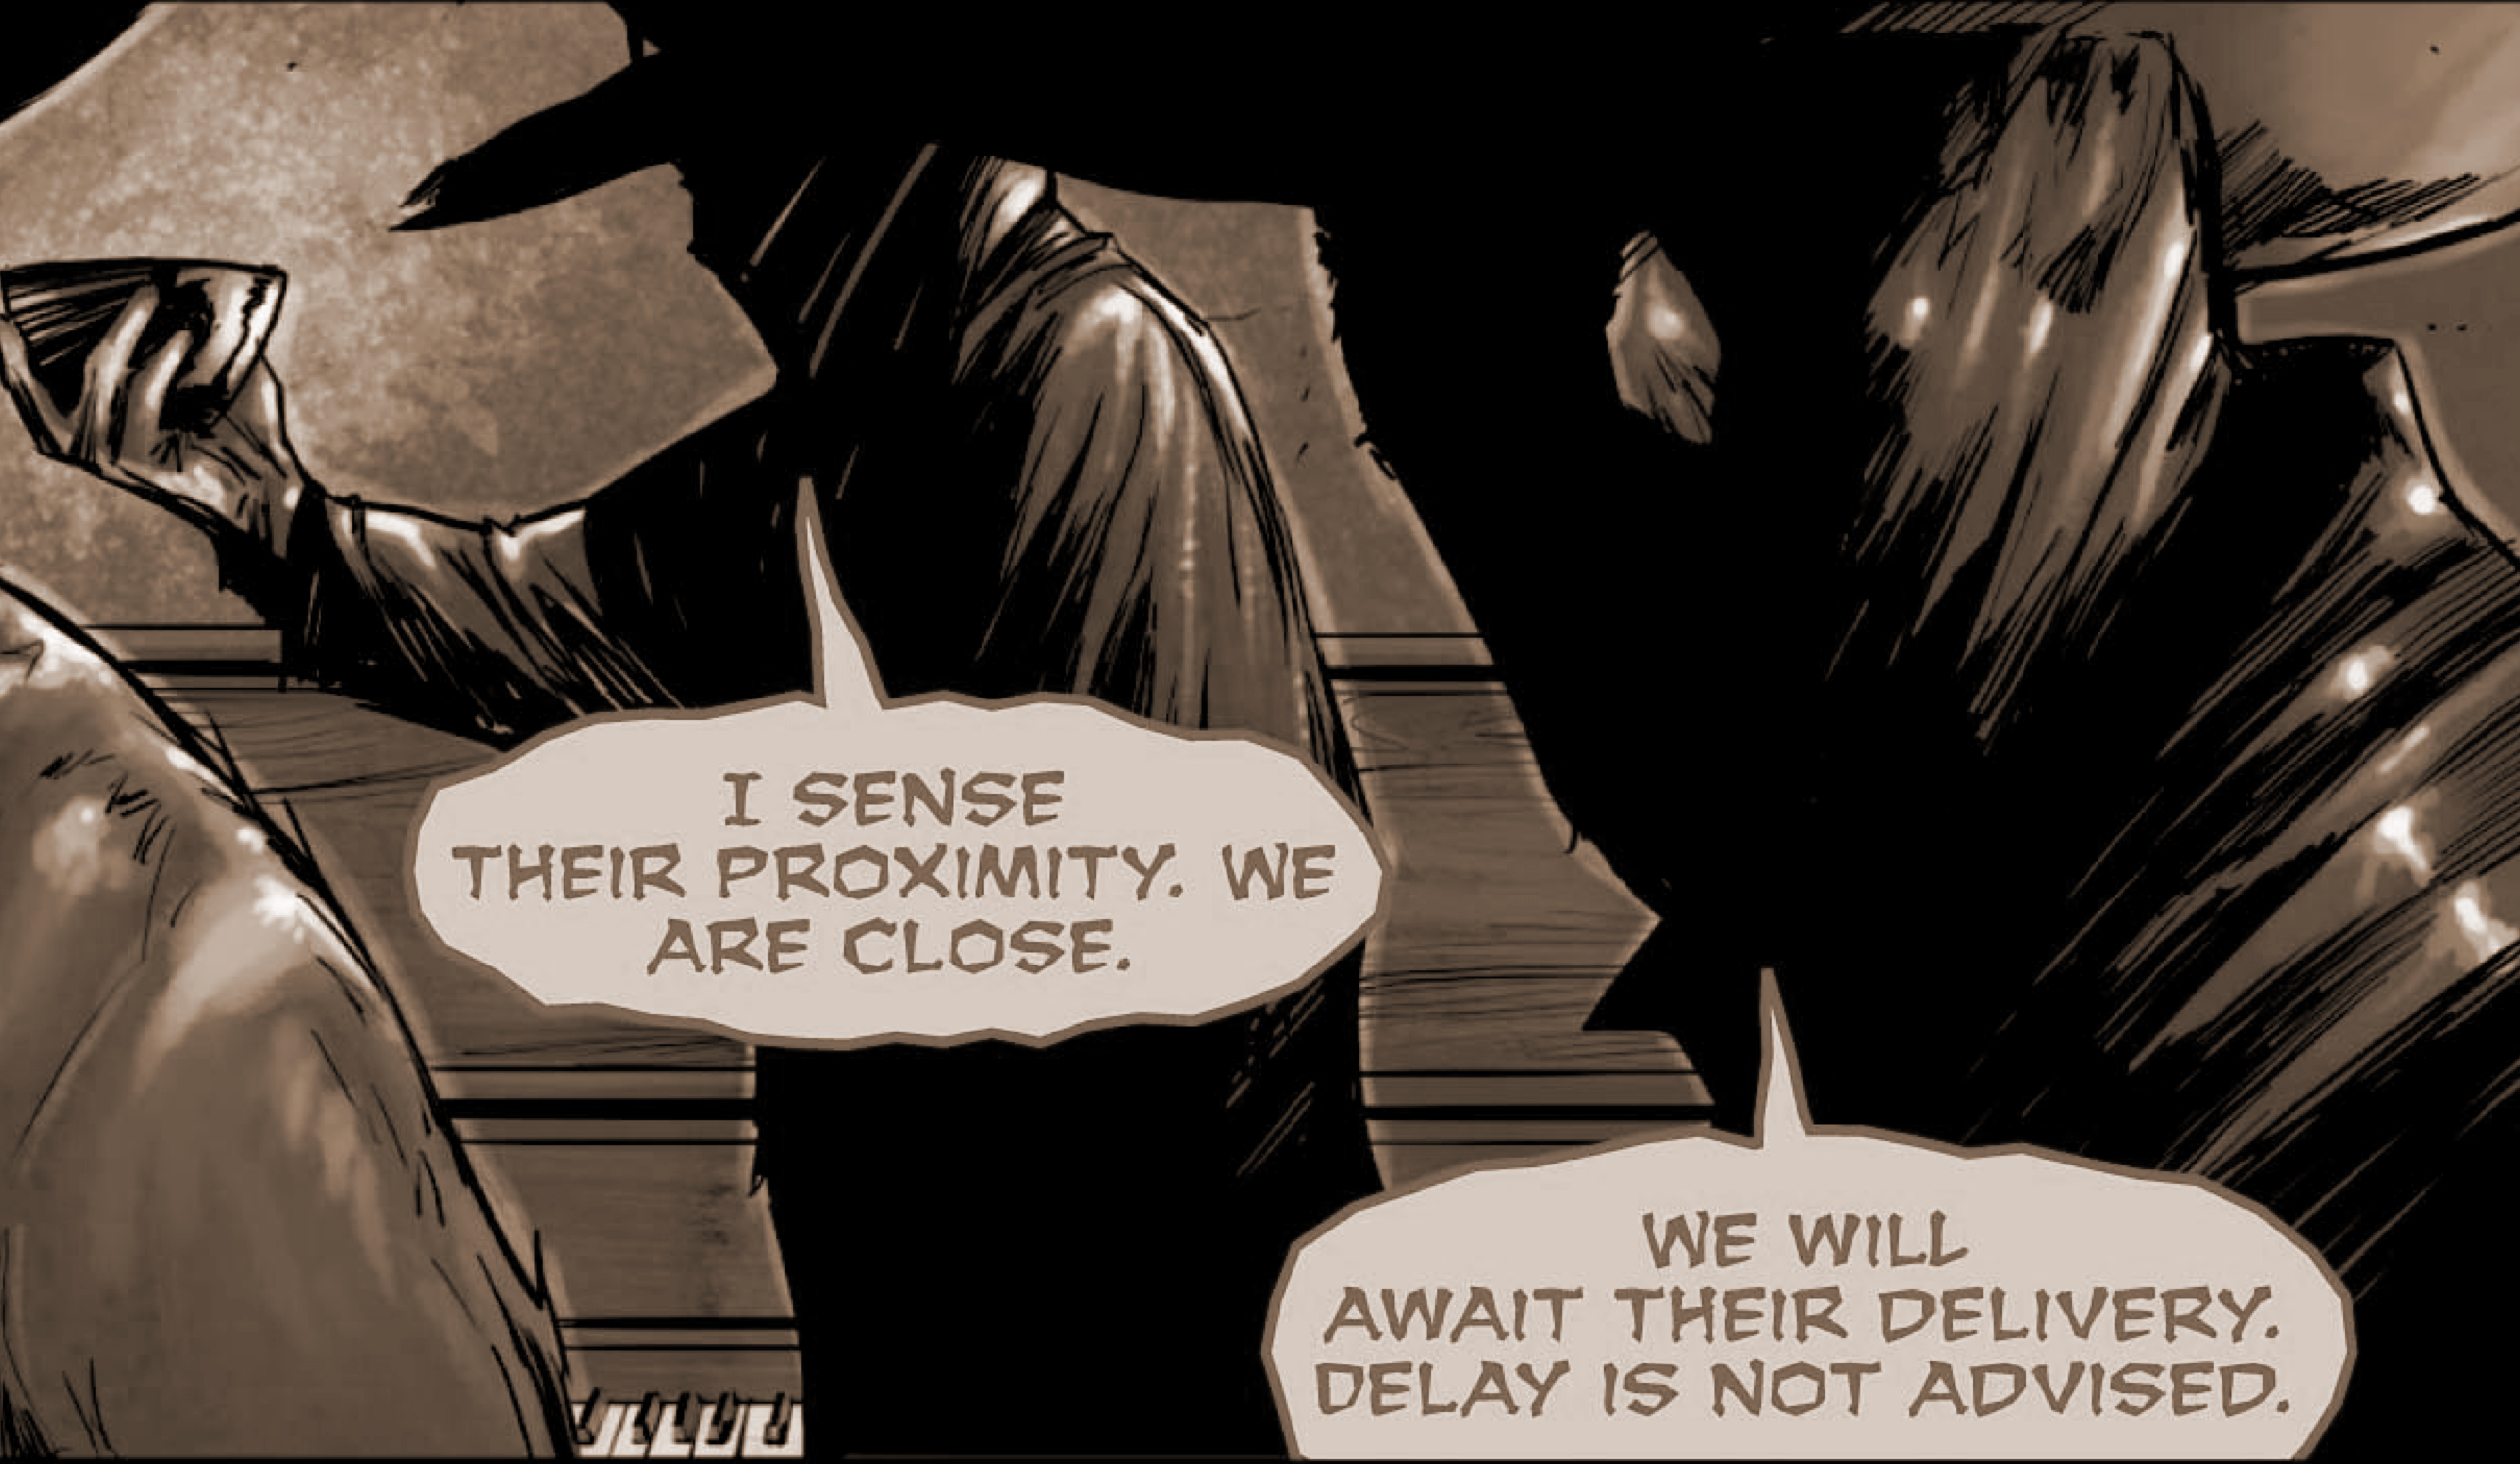 I SENSE
THEIR PROXIMITY. WE
ARE CLOSE.
WE WILL
AWAIT THEIR DELIVERY.
DELAY IS NOT ADVISED.